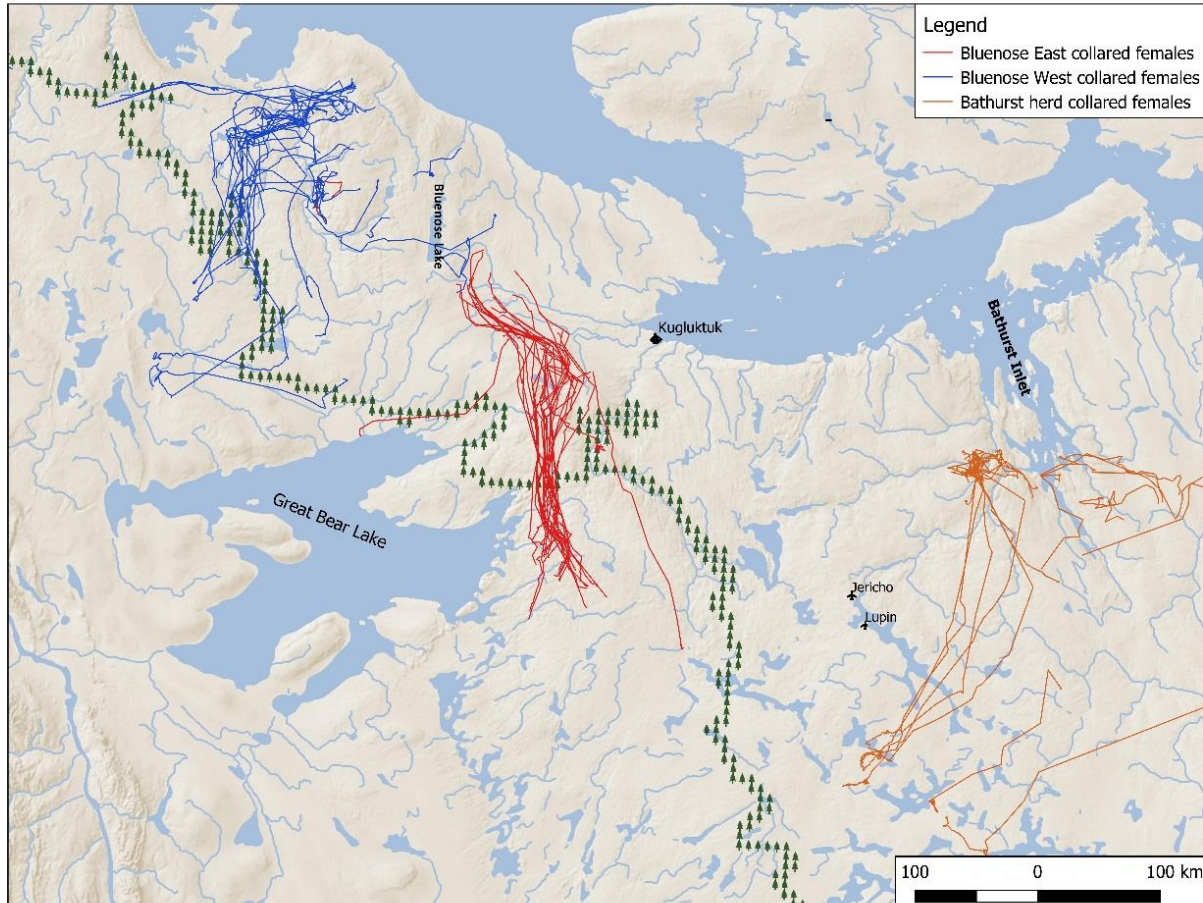 Legend
Bluenose East collared females
Bluenose West collared females
Bathurst herd collared females
Bluenose Lake
Kugluktuk
Bathurst Inlet
Great Bear Lake
Jericho
Lupin
100 0 100 km